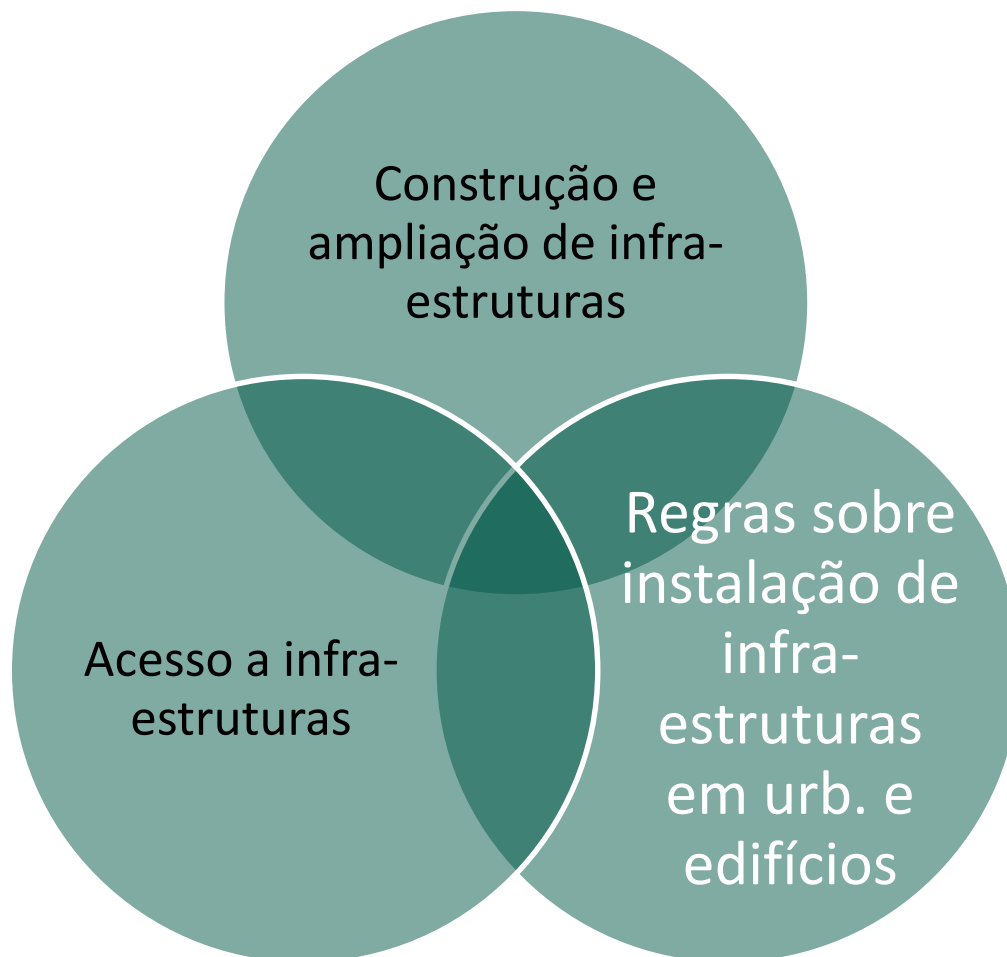 Construção e
ampliação de infra-
estruturas
Acesso a infra-
estruturas
Regras sobre
instalação de
infra-
estruturas
em urb. e
edifícios